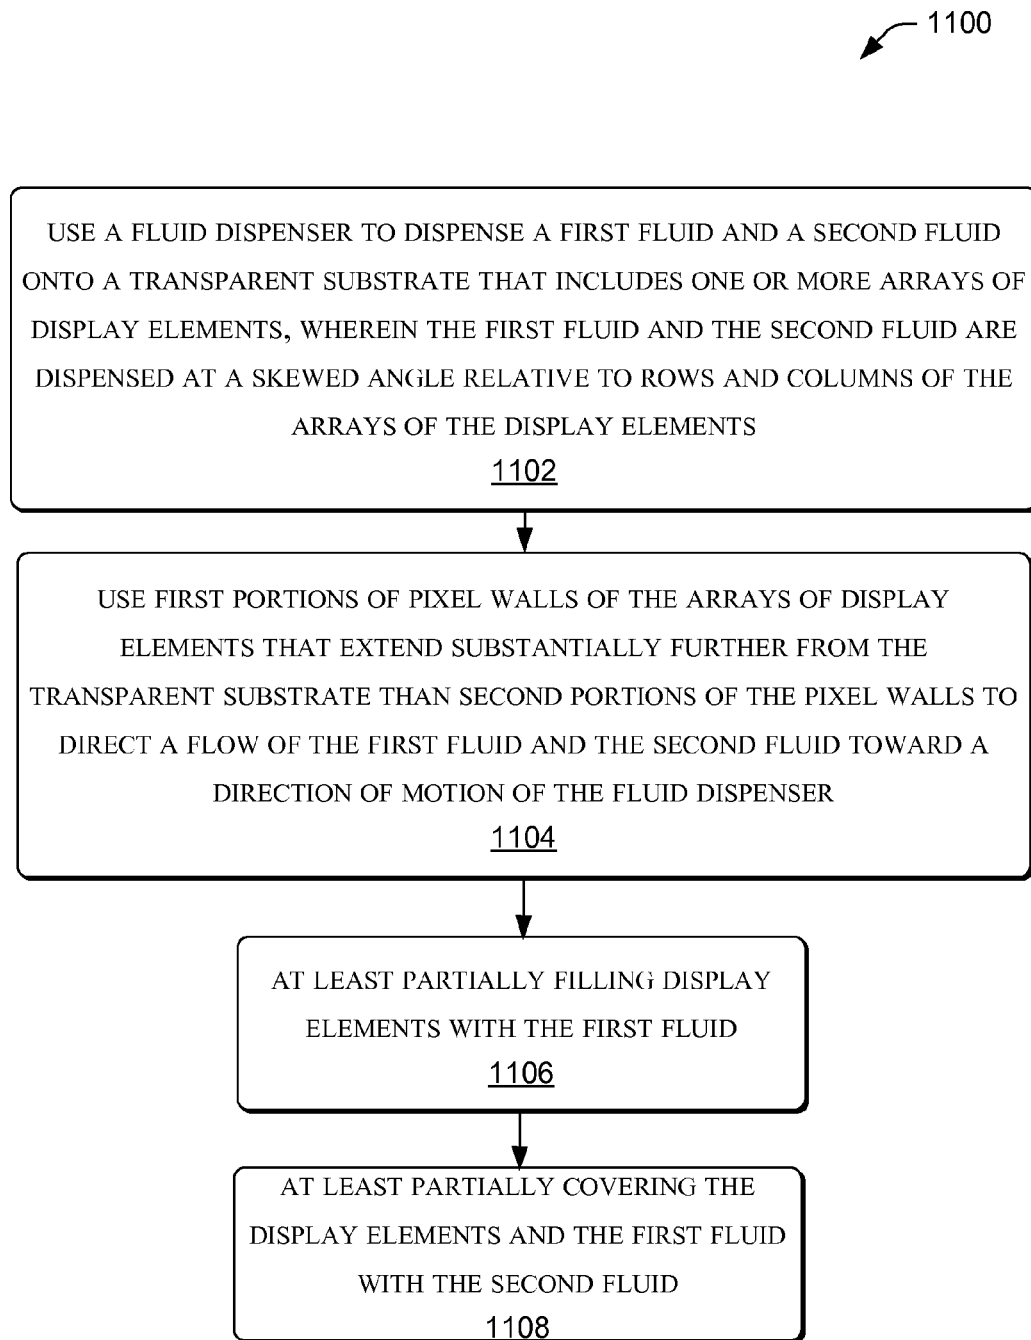 1100
USE A FLUID DISPENSER TO DISPENSE A FIRST FLUID AND A SECOND FLUID
ONTO A TRANSPARENT SUBSTRATE THAT INCLUDES ONE OR MORE ARRAYS OF
DISPLAY ELEMENTS, WHEREIN THE FIRST FLUID AND THE SECOND FLUID ARE
DISPENSED AT A SKEWED ANGLE RELATIVE TO ROWS AND COLUMNS OF THE
ARRAYS OF THE DISPLAY ELEMENTS
1102
USE FIRST PORTIONS OF PIXEL WALLS OF THE ARRAYS OF DISPLAY
ELEMENTS THAT EXTEND SUBSTANTIALLY FURTHER FROM THE
TRANSPARENT SUBSTRATE THAN SECOND PORTIONS OF THE PIXEL WALLS TO
DIRECT A FLOW OF THE FIRST FLUID AND THE SECOND FLUID TOWARD A
DIRECTION OF MOTION OF THE FLUID DISPENSER
1104
AT LEAST PARTIALLY FILLING DISPLAY
ELEMENTS WITH THE FIRST FLUID
1106
AT LEAST PARTIALLY COVERING THE
DISPLAY ELEMENTS AND THE FIRST FLUID
WITH THE SECOND FLUID
1108